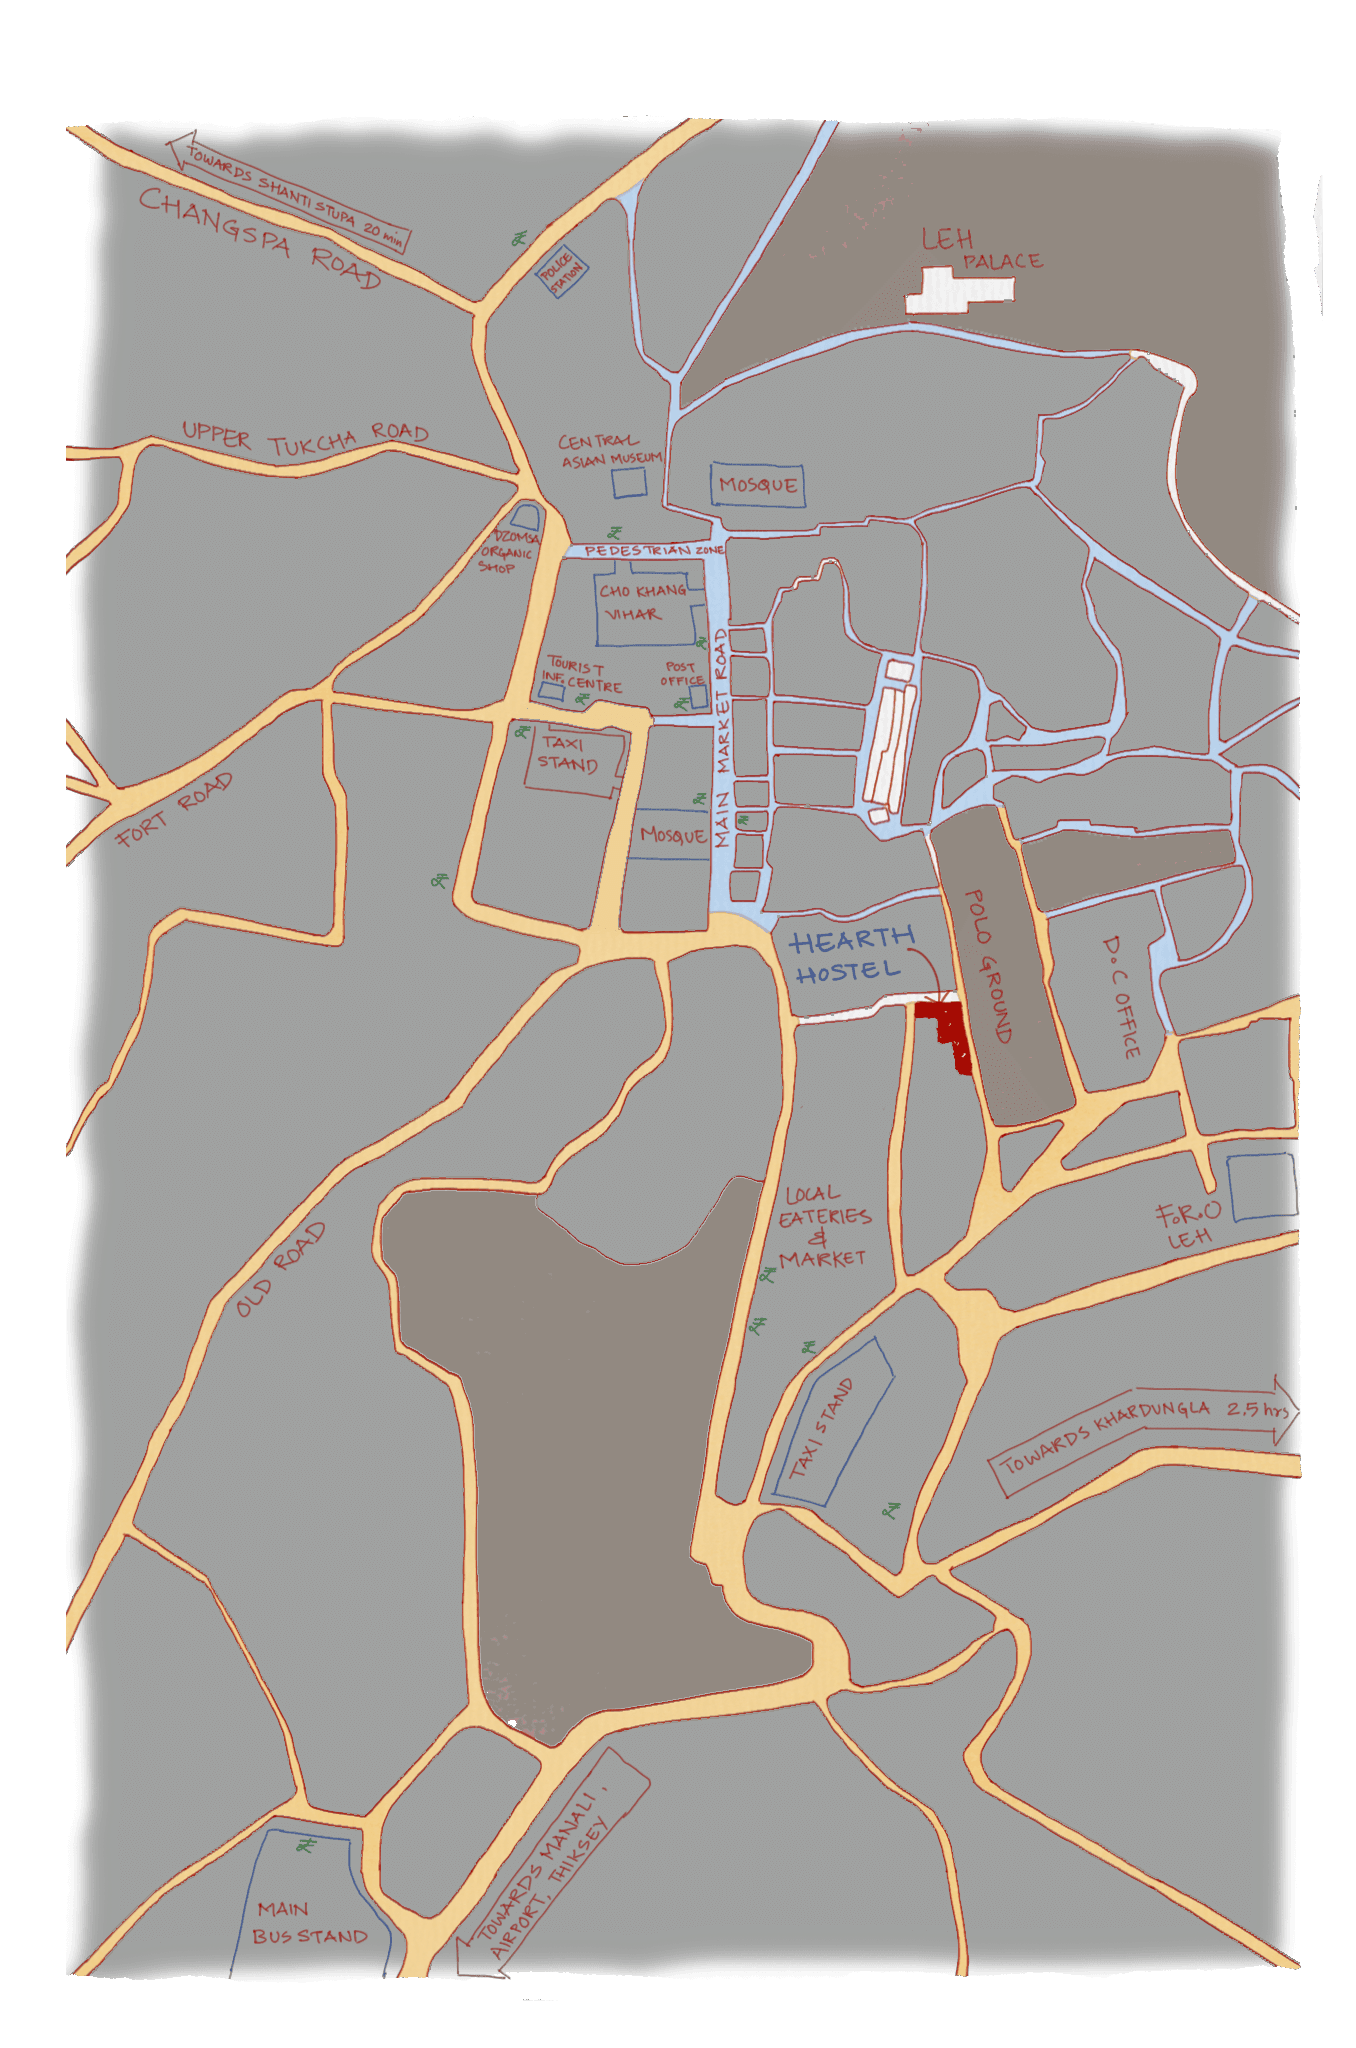 TOWARDS SHANTI STUPA 20 min
CHANGSPA ROAD
POLICE
STATION
LEH
PALACE
UPPER TUKCHA ROAD
CENTRAL
ASIAN MUSEUM
MOSQUE
DZOMSA
ORGANIC
SHOP
PEDESTRIAN ZONE
CHO KHANG
VIHAR
TOURIST
INF. CENTRE
POST
OFFICE
MAIN MARKET ROAD
TAXI
STAND
FORT ROAD
MOSQUE
HEARTH
HOSTEL
POLO GROUND
D.C OFFICE
LOCAL
EATERIES
&
MARKET
F.R.O
LEH
OLD ROAD
TAXI STAND
TOWARDS KHARDUNGLA 2.5 hrs
TOWARDS MANALI,
AIRPORT, THIKSEY
MAIN
BUS STAND